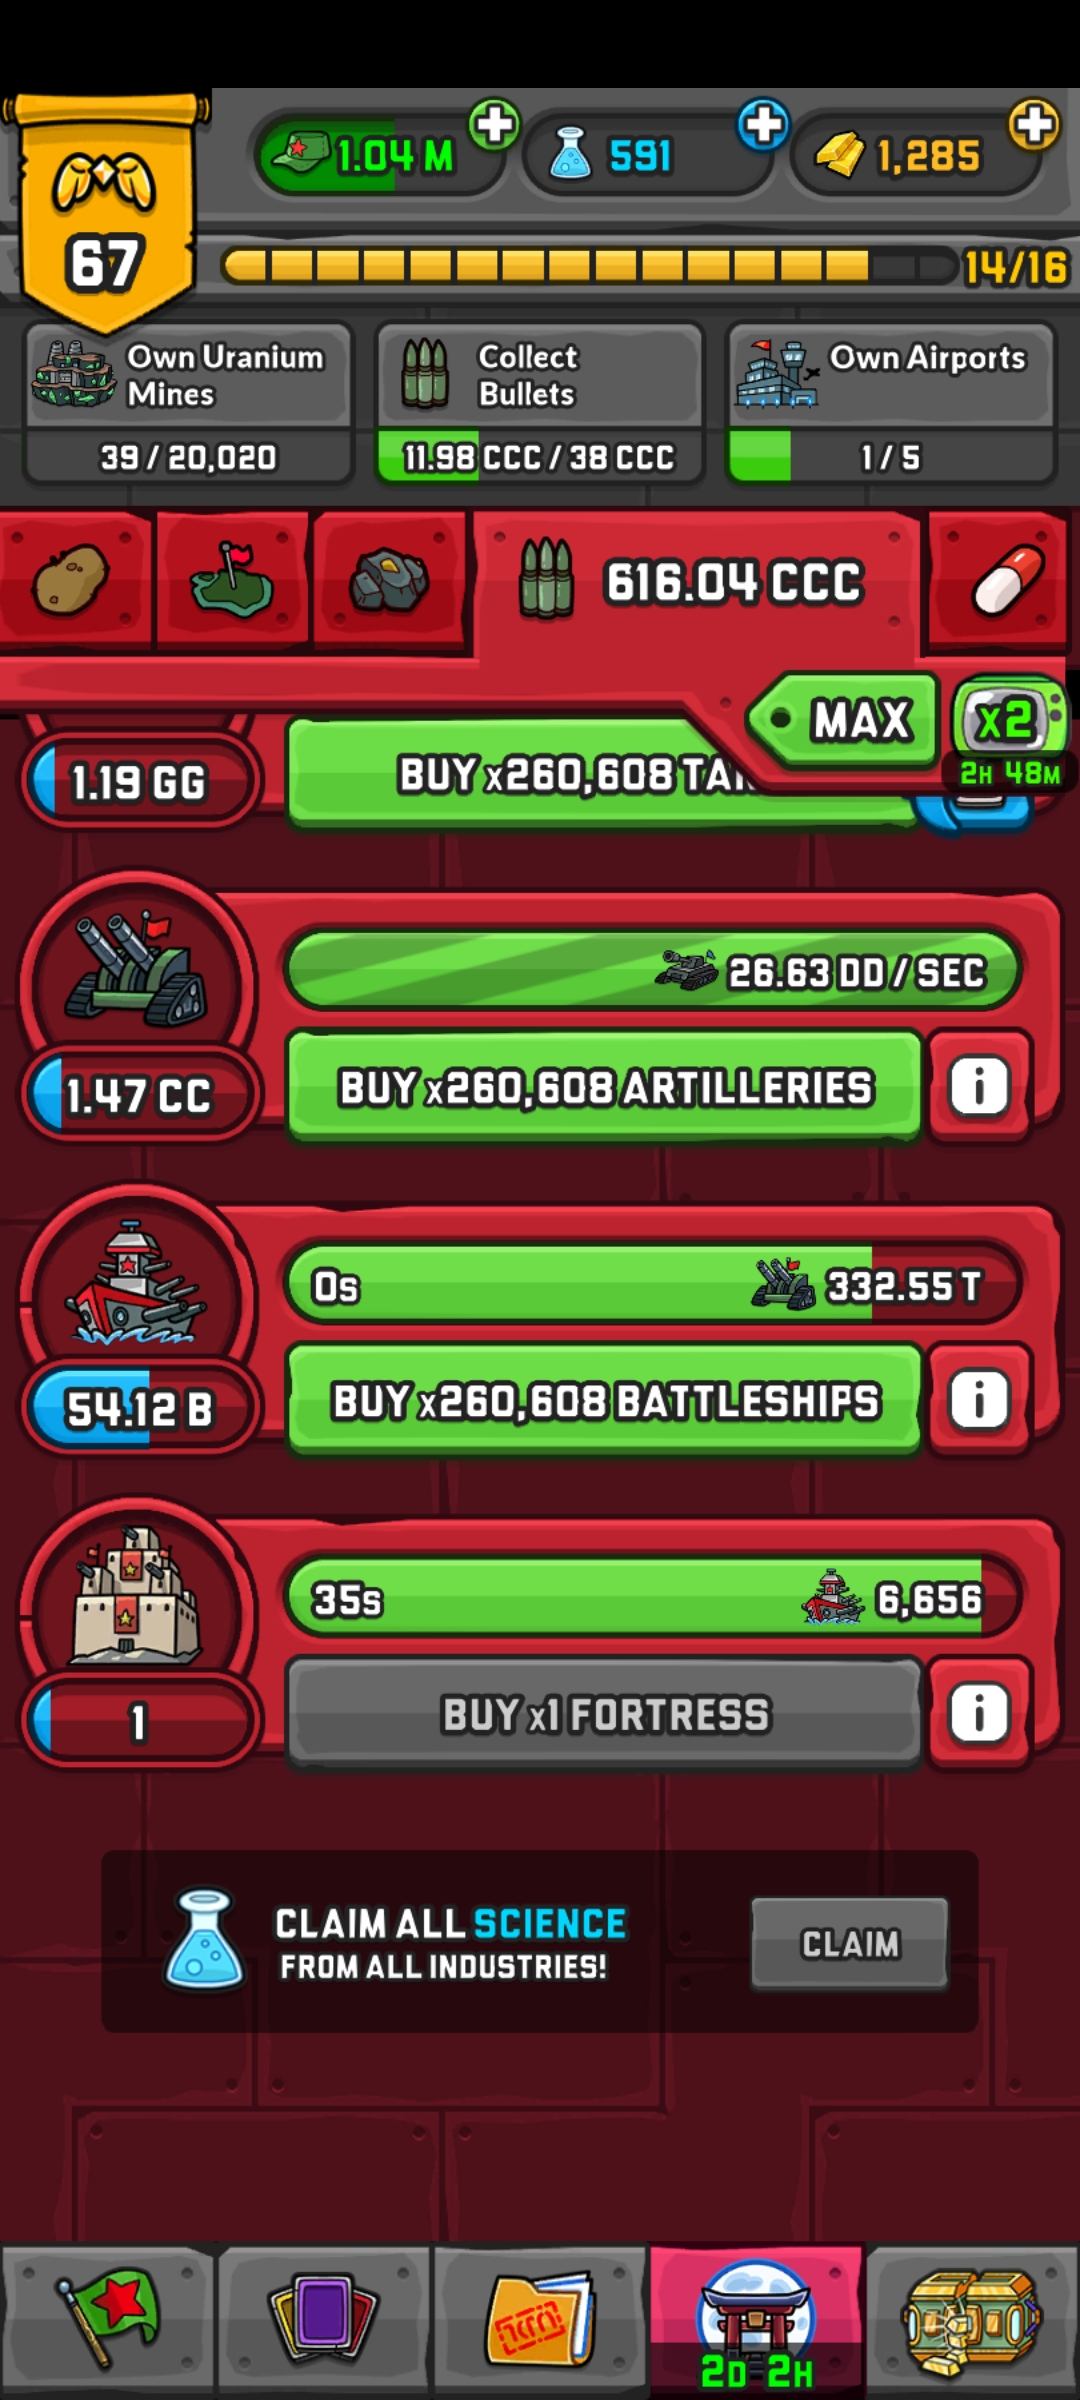 1.04 M
591
1,285
67
14/16
Own Uranium
Mines
39 / 20,020
Collect
Bullets
11.98 CCC / 38 CCC
Own Airports
1 / 5
616.04 CCC
MAX
x2
2H 48M
1.19 GG
BUY x260,608
26.63 DD / SEC
1.47 CC
BUY x260,608 ARTILLERIES
i
0s
332.55 T
54.12 B
BUY x260,608 BATTLESHIPS
i
35s
6,656
1
BUY x1 FORTRESS
i
CLAIM ALL SCIENCE
FROM ALL INDUSTRIES!
CLAIM
2D 2H